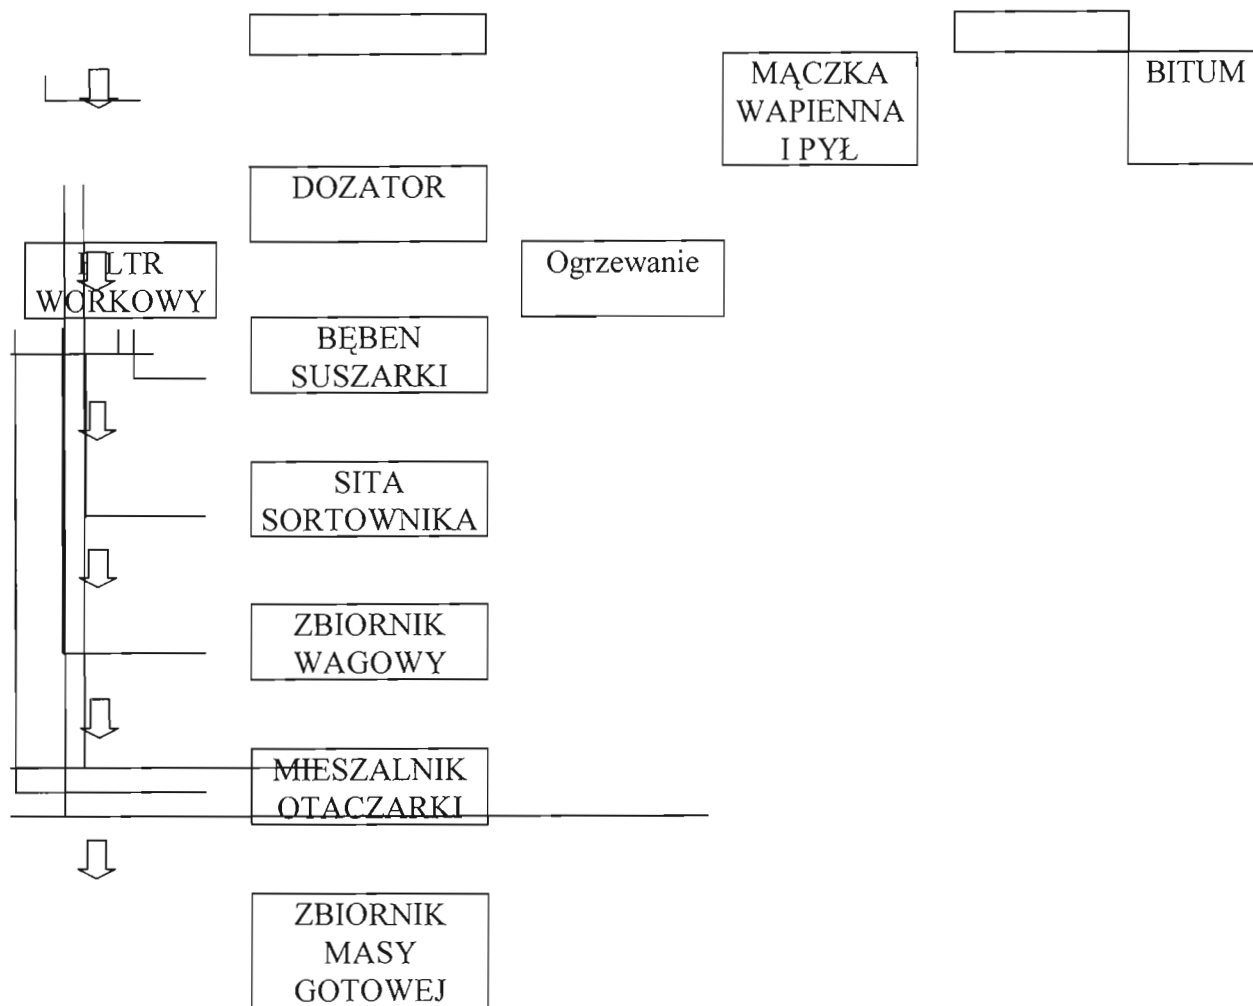 MĄCZKA
WAPIENNA
I PYŁ
BITUM
DOZATOR
FILTR
WORKOWY
Ogrzewanie
BĘBEN
SUSZARKI
SITA
SORTOWNIKA
ZBIORNIK
WAGOWY
MIESZALNIK
OTACZARKI
ZBIORNIK
MASY
GOTOWEJ